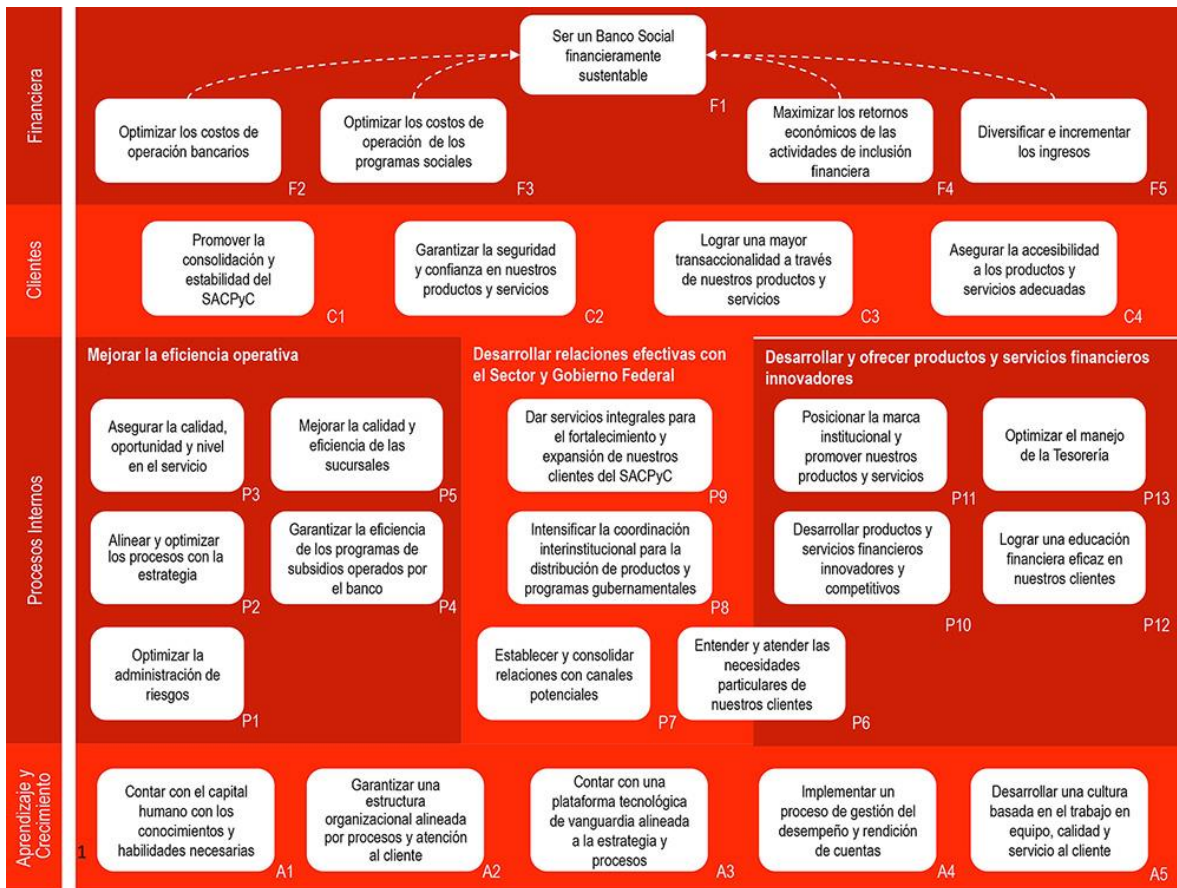 Financiera
Ser un Banco Social
financieramente
sustentable
F1
Optimizar los costos de
operación bancarios
F2
Optimizar los costos de
operación de los
programas sociales
F3
Maximizar los retornos
económicos de las
actividades de inclusión
financiera
F4
Diversificar e incrementar
los ingresos
F5
Clientes
Promover la
consolidación y
estabilidad del
SACPyC
C1
Garantizar la seguridad
y confianza en nuestros
productos y servicios
C2
Lograr una mayor
transaccionalidad a través
de nuestros productos y
servicios
C3
Asegurar la accesibilidad
a los productos y
servicios adecuadas
C4
Procesos Internos
Mejorar la eficiencia operativa
Asegurar la calidad,
oportunidad y nivel
en el servicio
P3
Mejorar la calidad y
eficiencia de las
sucursales
P5
Alinear y optimizar
los procesos con la
estrategia
P2
Garantizar la eficiencia
de los programas de
subsidios operados por
el banco
P4
Optimizar la
administración de
riesgos
P1
Desarrollar relaciones efectivas con
el Sector y Gobierno Federal
Dar servicios integrales para
el fortalecimiento y
expansión de nuestros
clientes del SACPyC
P9
Intensificar la coordinación
interinstitucional para la
distribución de productos y
programas gubernamentales
P8
Establecer y consolidar
relaciones con canales
potenciales
P7
Entender y atender las
necesidades
particulares de
nuestros clientes
P6
Desarrollar y ofrecer productos y servicios financieros
innovadores
Posicionar la marca
institucional y
promover nuestros
productos y servicios
P11
Optimizar el manejo
de la Tesorería
P13
Desarrollar productos y
servicios financieros
innovadores y
competitivos
P10
Lograr una educación
financiera eficaz en
nuestros clientes
P12
Aprendizaje y
Crecimiento
1
Contar con el capital
humano con los
conocimientos y
habilidades necesarias
A1
Garantizar una
estructura
organizacional alineada
por procesos y atención
al cliente
A2
Contar con una
plataforma tecnológica
de vanguardia alineada
a la estrategia y
procesos
A3
Implementar un
proceso de gestión del
desempeño y rendición
de cuentas
A4
Desarrollar una cultura
basada en el trabajo en
equipo, calidad y
servicio al cliente
A5